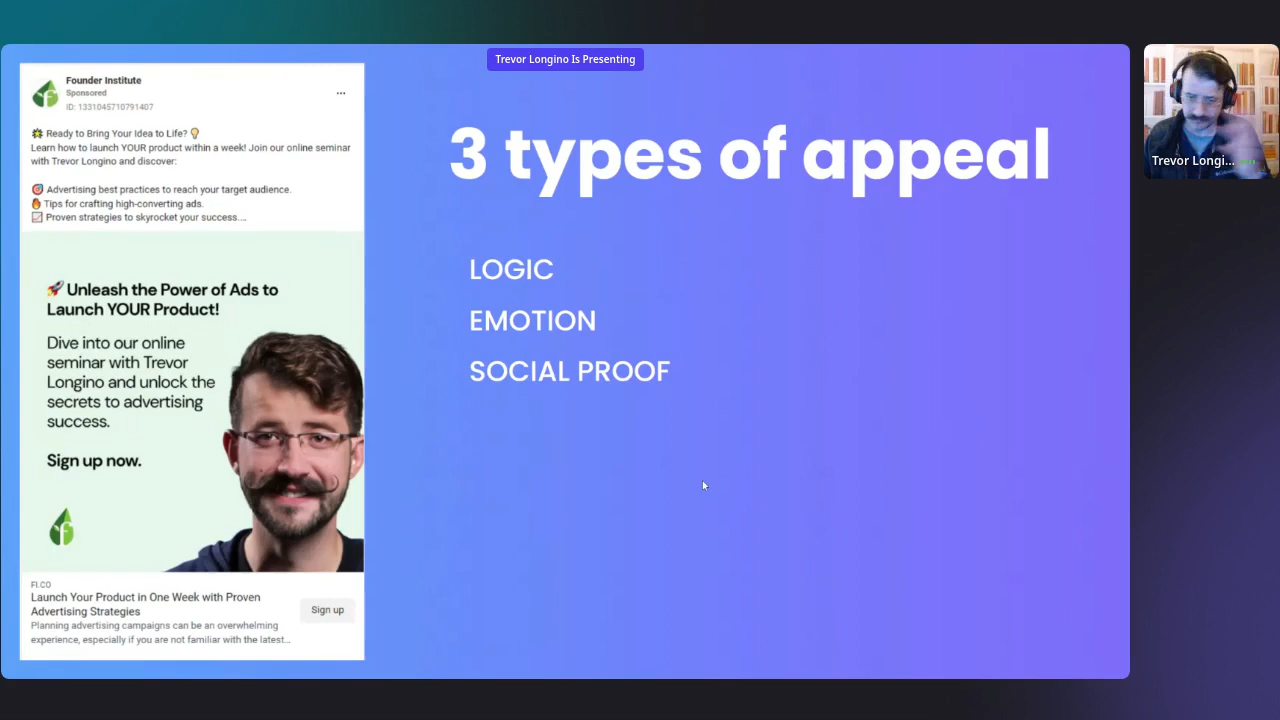 Trevor Longino Is Presenting
Founder Institute
Sponsored
ID: 1331045710791407
...
Ready to Bring Your Idea to Life?
Learn how to launch YOUR product within a week! Join our online seminar
with Trevor Longino and discover:
Advertising best practices to reach your target audience.
Tips for crafting high-converting ads.
Proven strategies to skyrocket your success....
🚀 Unleash the Power of Ads to
Launch YOUR Product!
Dive into our online
seminar with Trevor
Longino and unlock the
secrets to advertising
success.
Sign up now.
f
FI.CO
Launch Your Product in One Week with Proven
Advertising Strategies
Sign up
Planning advertising campaigns can be an overwhelming
experience, especially if you are not familiar with the latest...
3 types of appeal
LOGIC
EMOTION
SOCIAL PROOF
Trevor Longi...